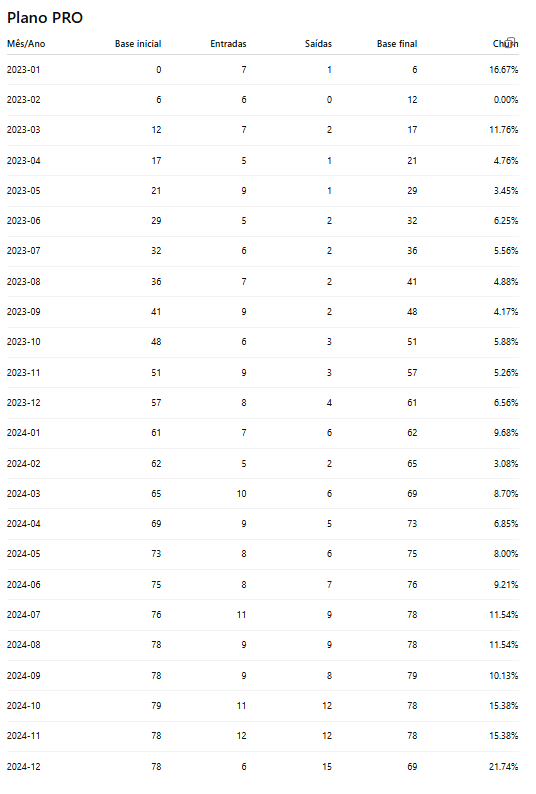 Plano PRO
Mês/Ano Base inicial Entradas Saídas Base final Churn
2023-01 0 7 1 6 16.67%
2023-02 6 6 0 12 0.00%
2023-03 12 7 2 17 11.76%
2023-04 17 5 1 21 4.76%
2023-05 21 9 1 29 3.45%
2023-06 29 5 2 32 6.25%
2023-07 32 6 2 36 5.56%
2023-08 36 7 2 41 4.88%
2023-09 41 9 2 48 4.17%
2023-10 48 6 3 51 5.88%
2023-11 51 9 3 57 5.26%
2023-12 57 8 4 61 6.56%
2024-01 61 7 6 62 9.68%
2024-02 62 5 2 65 3.08%
2024-03 65 10 6 69 8.70%
2024-04 69 9 5 73 6.85%
2024-05 73 8 6 75 8.00%
2024-06 75 8 7 76 9.21%
2024-07 76 11 9 78 11.54%
2024-08 78 9 9 78 11.54%
2024-09 78 9 8 79 10.13%
2024-10 79 11 12 78 15.38%
2024-11 78 12 12 78 15.38%
2024-12 78 6 15 69 21.74%